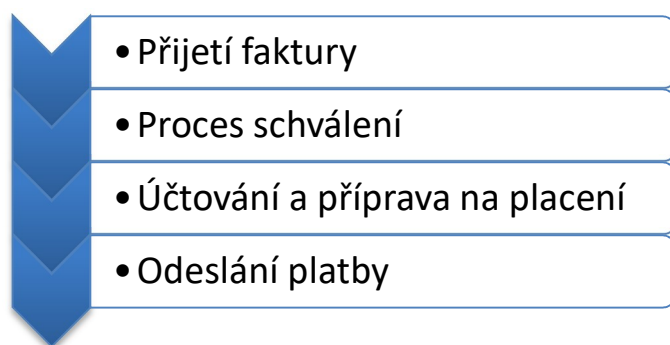 • Přijetí faktury
• Proces schválení
• Účtování a příprava na placení
• Odeslání platby